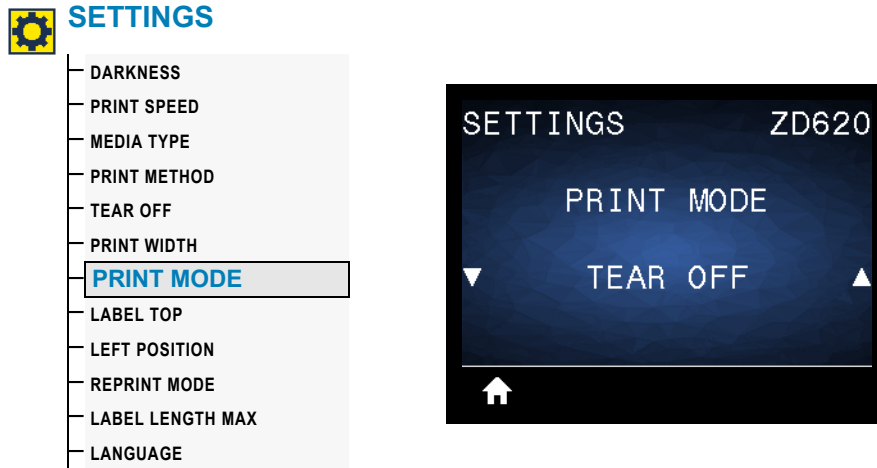 SETTINGS
DARKNESS
PRINT SPEED
MEDIA TYPE
PRINT METHOD
TEAR OFF
PRINT WIDTH
PRINT MODE
LABEL TOP
LEFT POSITION
REPRINT MODE
LABEL LENGTH MAX
LANGUAGE
SETTINGS ZD620
PRINT MODE
TEAR OFF